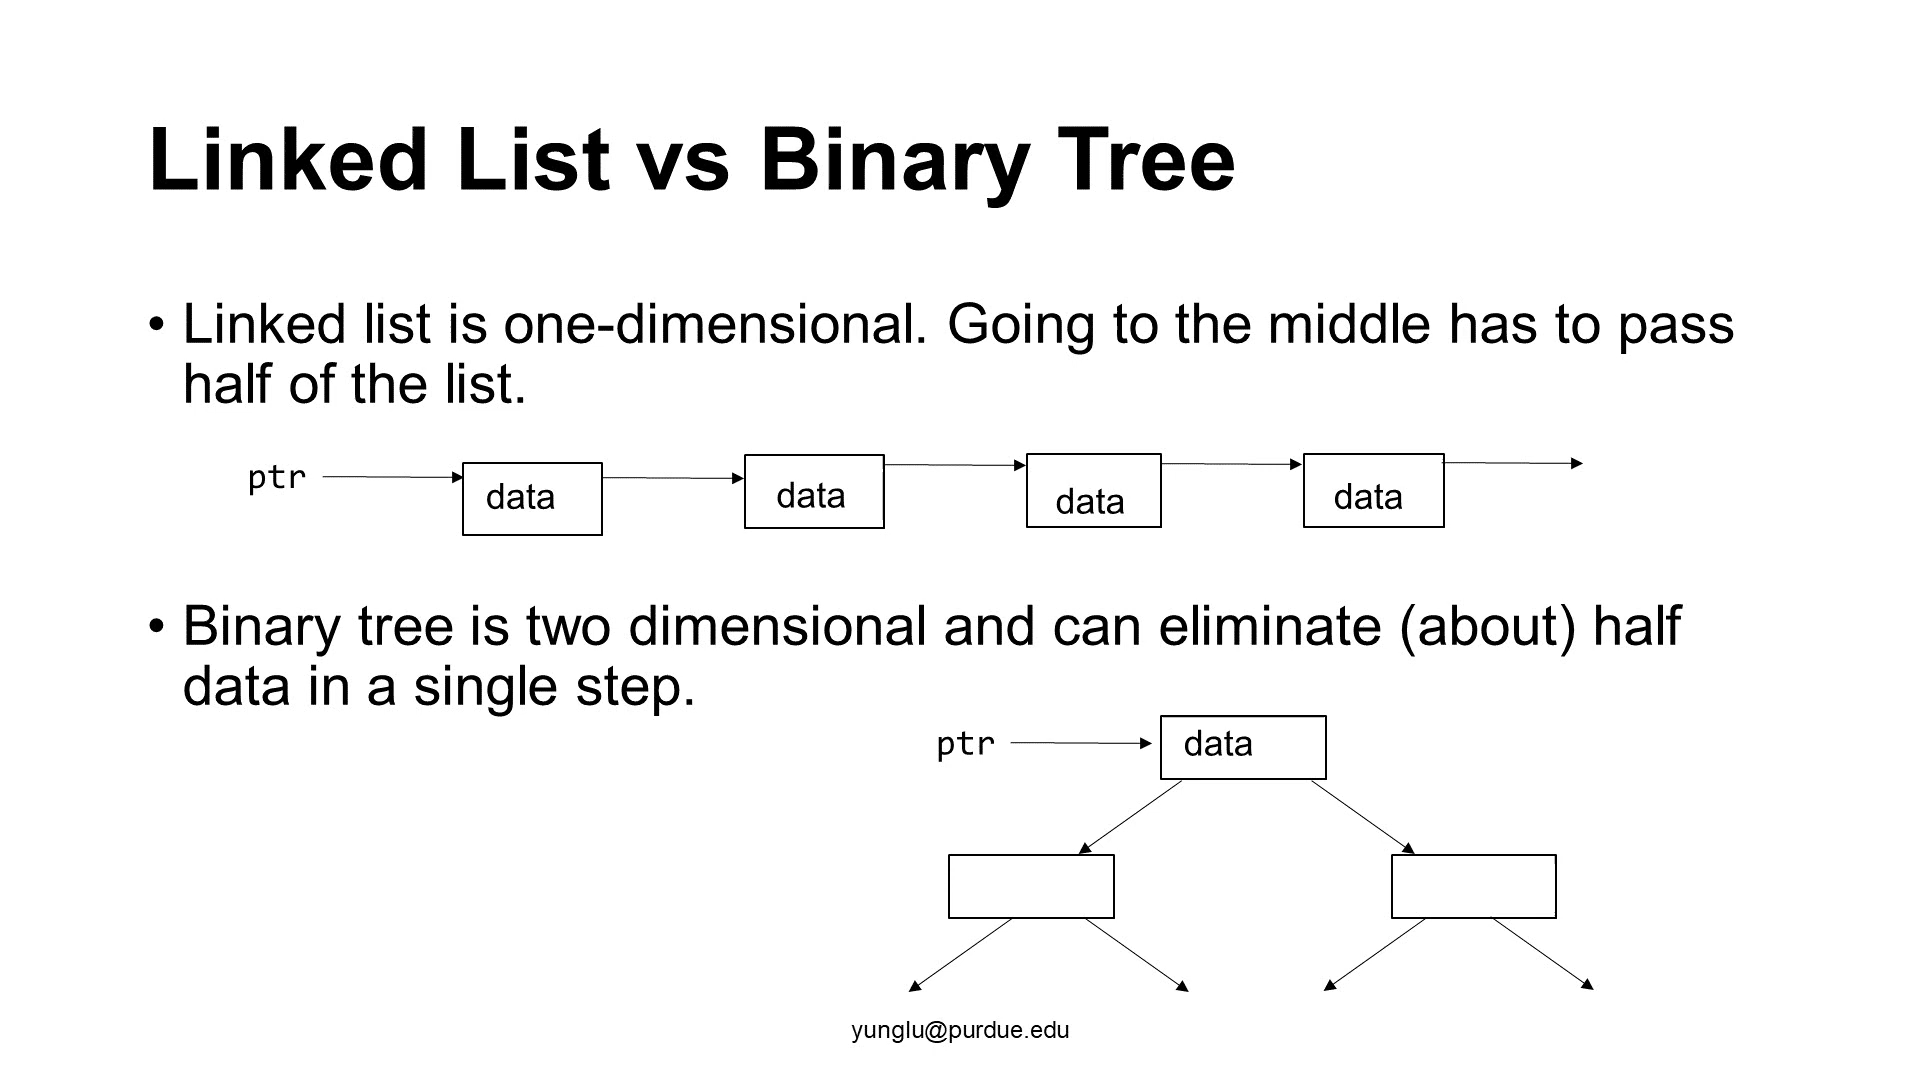 Linked List vs Binary Tree
• Linked list is one-dimensional. Going to the middle has to pass
half of the list.
ptr data data data data
• Binary tree is two dimensional and can eliminate (about) half
data in a single step.
ptr data
yunglu@purdue.edu